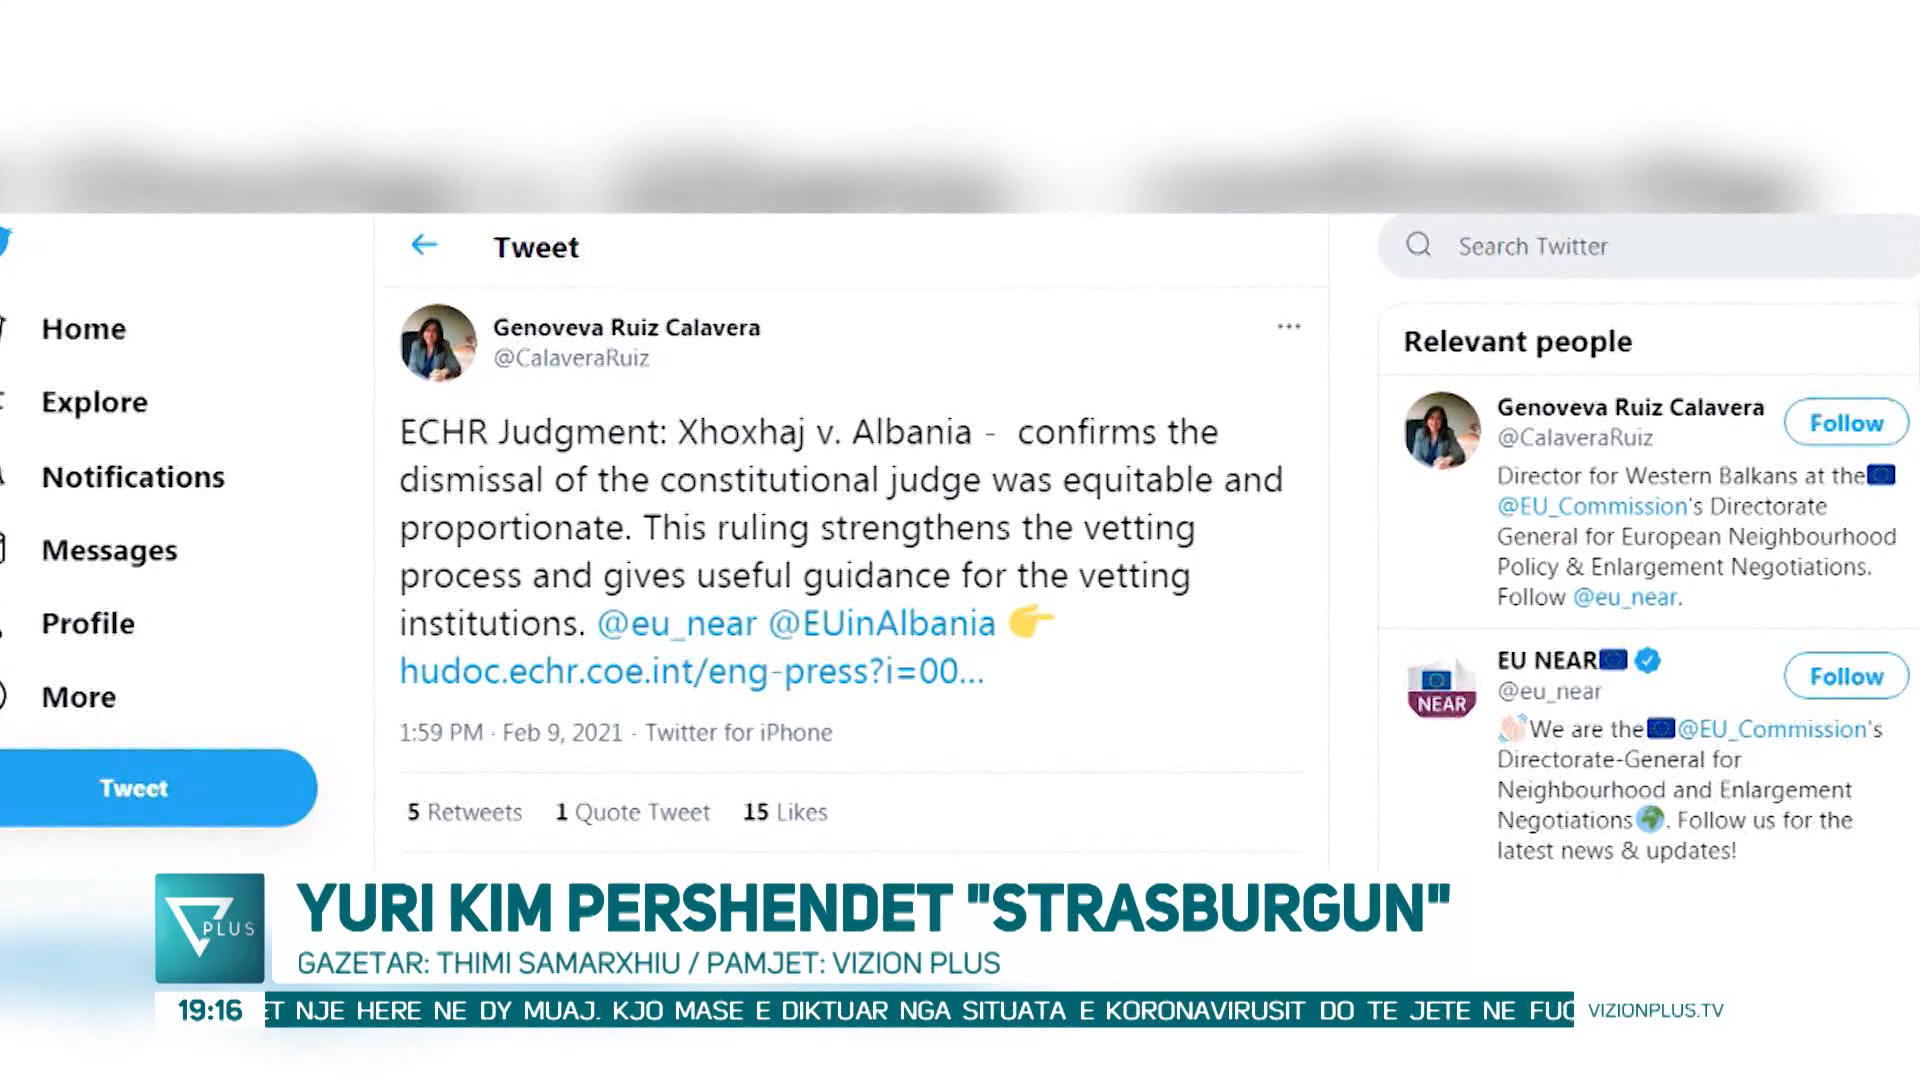 Tweet
Search Twitter
Home
Explore
Notifications
Messages
Profile
More
Tweet
Genoveva Ruiz Calavera
@CalaveraRuiz
ECHR Judgment: Xhoxhaj v. Albania - confirms the
dismissal of the constitutional judge was equitable and
proportionate. This ruling strengthens the vetting
process and gives useful guidance for the vetting
institutions. @eu_near @EUinAlbania 👉
hudoc.echr.coe.int/eng-press?i=00...
1:59 PM · Feb 9, 2021 · Twitter for iPhone
5 Retweets 1 Quote Tweet 15 Likes
Relevant people
Genoveva Ruiz Calavera
@CalaveraRuiz
Follow
Director for Western Balkans at the🇪🇺
@EU_Commission's Directorate
General for European Neighbourhood
Policy & Enlargement Negotiations.
Follow @eu_near.
NEAR
EU NEAR🇪🇺
@eu_near
Follow
👋🏻We are the🇪🇺@EU_Commission's
Directorate-General for
Neighbourhood and Enlargement
Negotiations🌍. Follow us for the
latest news & updates!
PLUS
YURI KIM PERSHENDET "STRASBURGUN"
GAZETAR: THIMI SAMARXHIU / PAMJET: VIZION PLUS
19:16 ET NJE HERE NE DY MUAJ. KJO MASE E DIKTUAR NGA SITUATA E KORONAVIRUSIT DO TE JETE NE FUQ VIZIONPLUS.TV